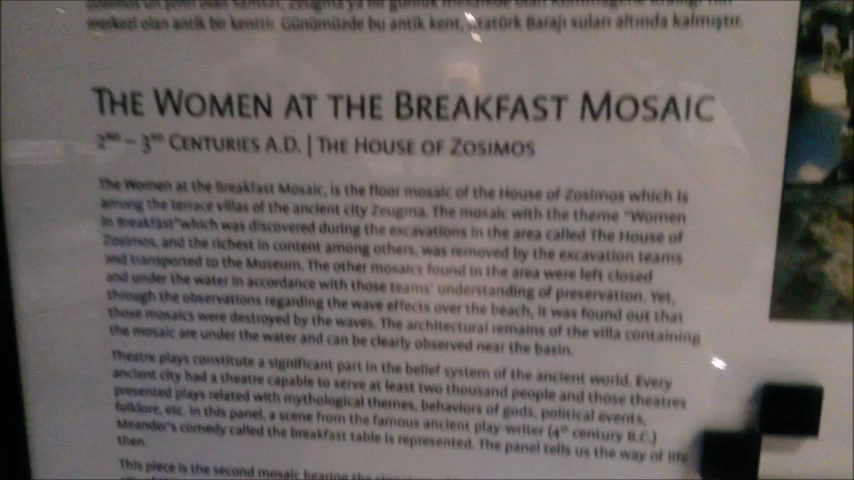 merkezi olan antik bir kenttir. Günümüzde bu antik kent, Atatürk Barajı suları altında kalmıştır.
THE WOMEN AT THE BREAKFAST MOSAIC
2ND – 3RD CENTURIES A.D. | THE HOUSE OF ZOSIMOS
The Women at the Breakfast Mosaic, is the floor mosaic of the House of Zosimos which is
among the terrace villas of the ancient city Zeugma. The mosaic with the theme "Women
in Breakfast"which was discovered during the excavations in the area called The House of
Zosimos, and the richest in content among others, was removed by the excavation teams
and transported to the Museum. The other mosaics found in the area were left closed
and under the water in accordance with those teams' understanding of preservation. Yet,
through the observations regarding the wave effects over the beach, it was found out that
those mosaics were destroyed by the waves. The architectural remains of the villa containing
the mosaic are under the water and can be clearly observed near the basin.
Theatre plays constitute a significant part in the belief system of the ancient world. Every
ancient city had a theatre capable to serve at least two thousand people and those theatres
presented plays related with mythological themes, behaviors of gods, political events,
folklore, etc. In this panel, a scene from the famous ancient play-writer (4th century B.C.)
Meander's comedy called the breakfast table is represented. The panel tells us the way of life
then.
This piece is the second mosaic bearing the